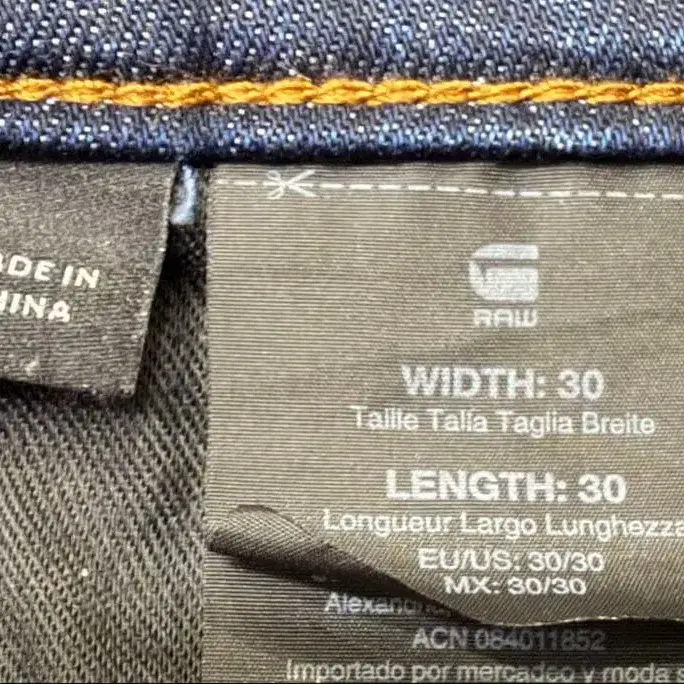 ADE IN
HINA
RAW
WIDTH: 30
Taille Talla Taglia Breite
LENGTH: 30
Longueur Largo Lunghezza
EU/US: 30/30
MX: 30/30
ACN 084011852
Importado por mercadeo y moda s